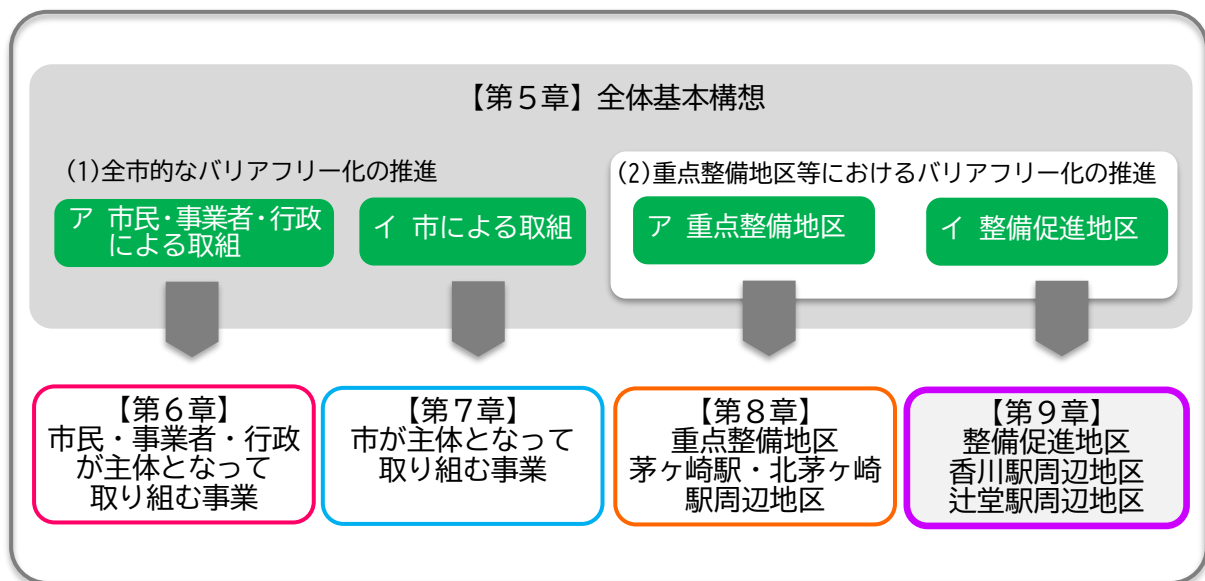 【第5章】全体基本構想
(1)全市的なバリアフリー化の推進
ア 市民・事業者・行政
による取組
イ 市による取組
(2)重点整備地区等におけるバリアフリー化の推進
ア 重点整備地区
イ 整備促進地区
【第6章】
市民・事業者・行政
が主体となって
取り組む事業
【第7章】
市が主体となって
取り組む事業
【第8章】
重点整備地区
茅ヶ崎駅・北茅ヶ崎
駅周辺地区
【第9章】
整備促進地区
香川駅周辺地区
辻堂駅周辺地区